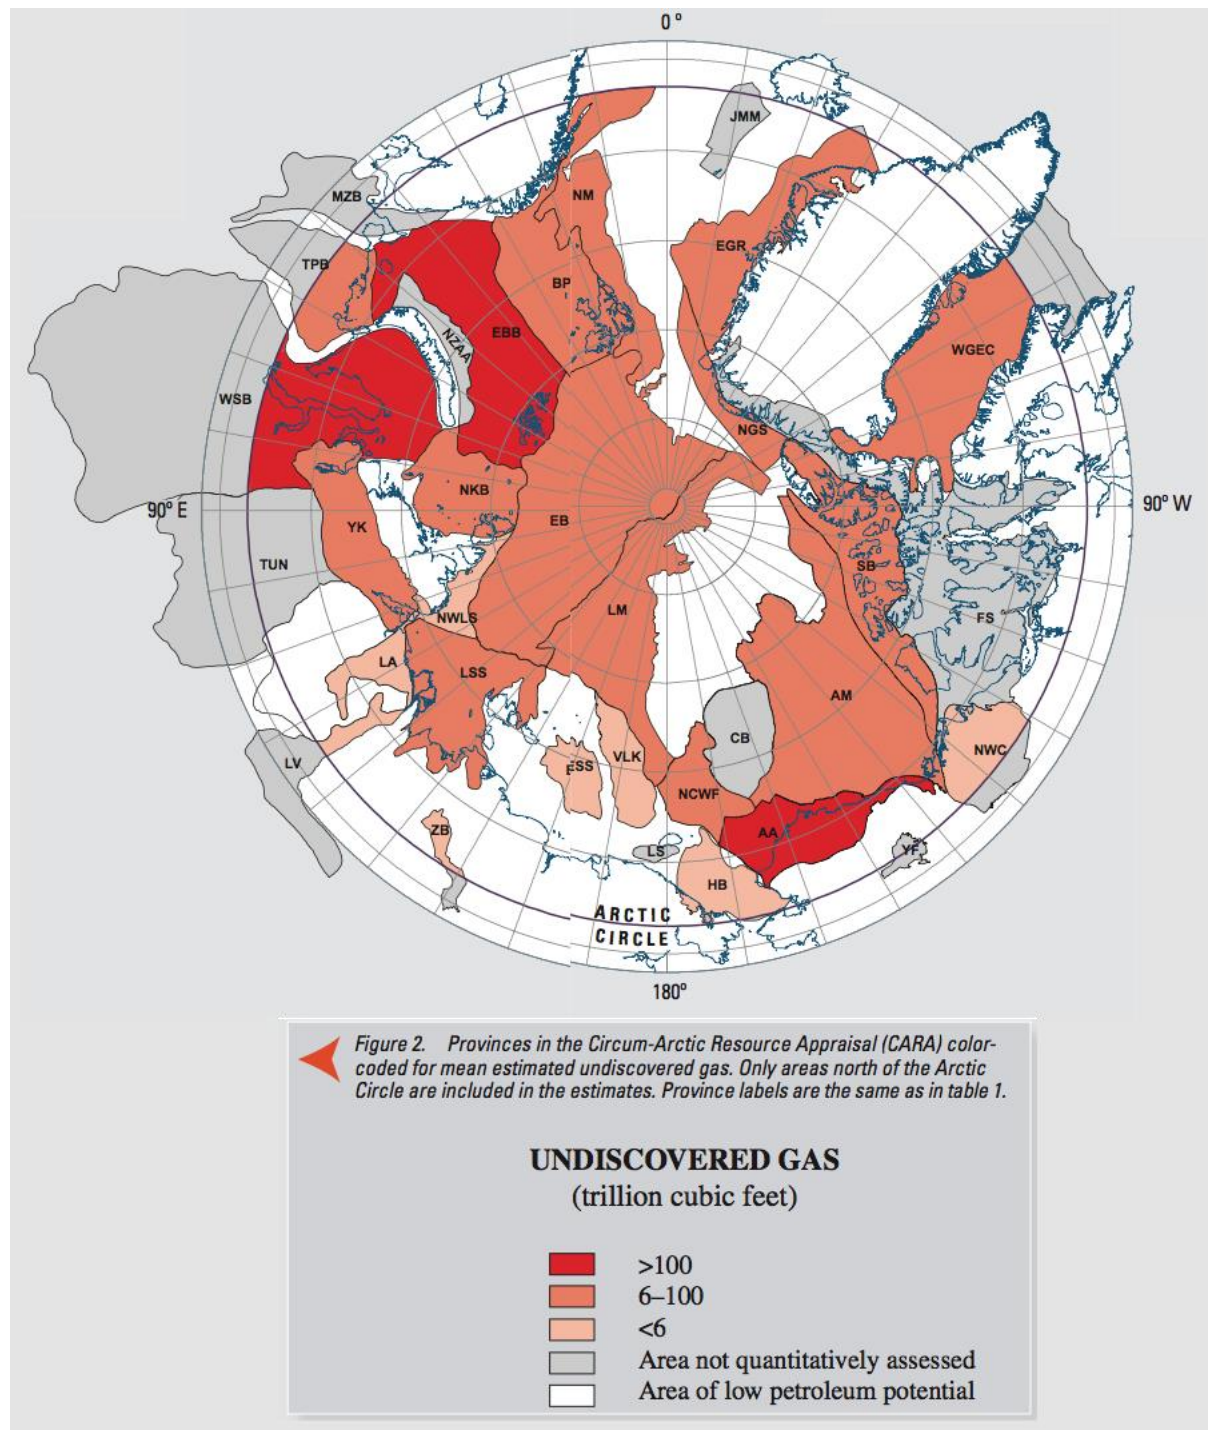 0°
JMM
MZB
NM
EGR
TPB
BP
EBB
NZAA
WGEC
WSB
NGS
NKB
90° E
YK
EB
90° W
TUN
SB
LM
FS
NWLS
LA
LSS
AM
CB
NWC
LV
VLK
ESS
NCWF
ZB
AA
LS
YF
HB
ARCTIC
CIRCLE
180°
Figure 2. Provinces in the Circum-Arctic Resource Appraisal (CARA) color-
coded for mean estimated undiscovered gas. Only areas north of the Arctic
Circle are included in the estimates. Province labels are the same as in table 1.
UNDISCOVERED GAS
(trillion cubic feet)
>100
6–100
<6
Area not quantitatively assessed
Area of low petroleum potential